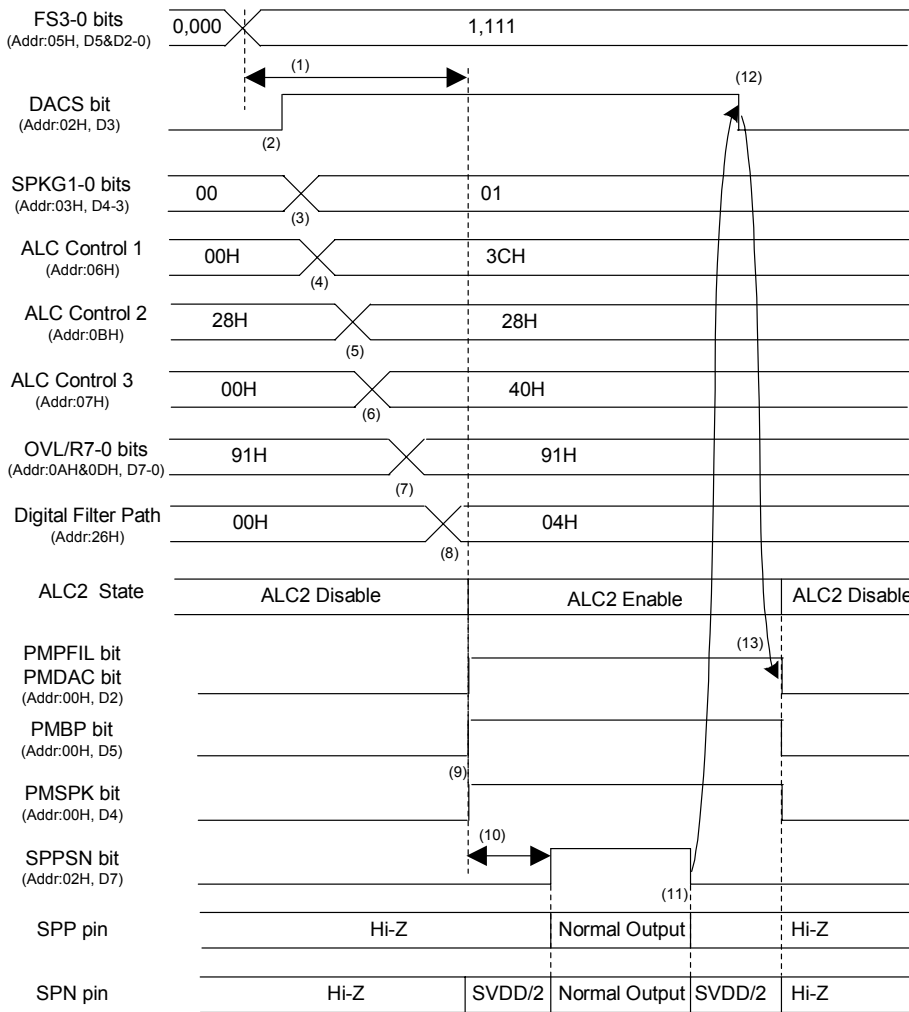 FS3-0 bits
(Addr:05H, D5&D2-0)
0,000
1,111
(1)
(12)
DACS bit
(Addr:02H, D3)
(2)
SPKG1-0 bits
(Addr:03H, D4-3)
00
01
(3)
ALC Control 1
(Addr:06H)
00H
3CH
(4)
ALC Control 2
(Addr:0BH)
28H
28H
(5)
ALC Control 3
(Addr:07H)
00H
40H
(6)
OVL/R7-0 bits
(Addr:0AH&0DH, D7-0)
91H
91H
(7)
Digital Filter Path
(Addr:26H)
00H
04H
(8)
ALC2 State
ALC2 Disable
ALC2 Enable
ALC2 Disable
PMPFIL bit
PMDAC bit
(Addr:00H, D2)
(13)
PMBP bit
(Addr:00H, D5)
(9)
PMSPK bit
(Addr:00H, D4)
(10)
SPPSN bit
(Addr:02H, D7)
(11)
SPP pin
Hi-Z
Normal Output
Hi-Z
SPN pin
Hi-Z
SVDD/2
Normal Output
SVDD/2
Hi-Z